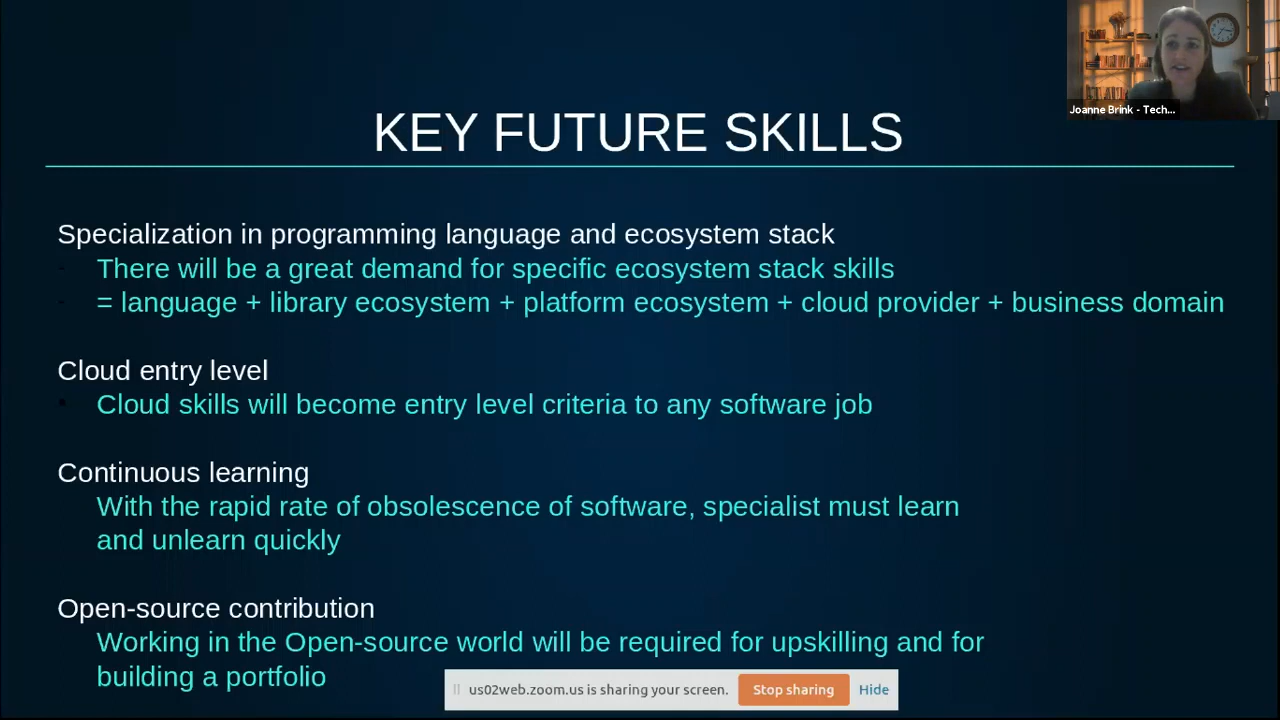 Joanne Brink - Tech...
KEY FUTURE SKILLS
Specialization in programming language and ecosystem stack
- There will be a great demand for specific ecosystem stack skills
- = language + library ecosystem + platform ecosystem + cloud provider + business domain
Cloud entry level
• Cloud skills will become entry level criteria to any software job
Continuous learning
With the rapid rate of obsolescence of software, specialist must learn
and unlearn quickly
Open-source contribution
Working in the Open-source world will be required for upskilling and for
building a portfolio
us02web.zoom.us is sharing your screen. Stop sharing Hide